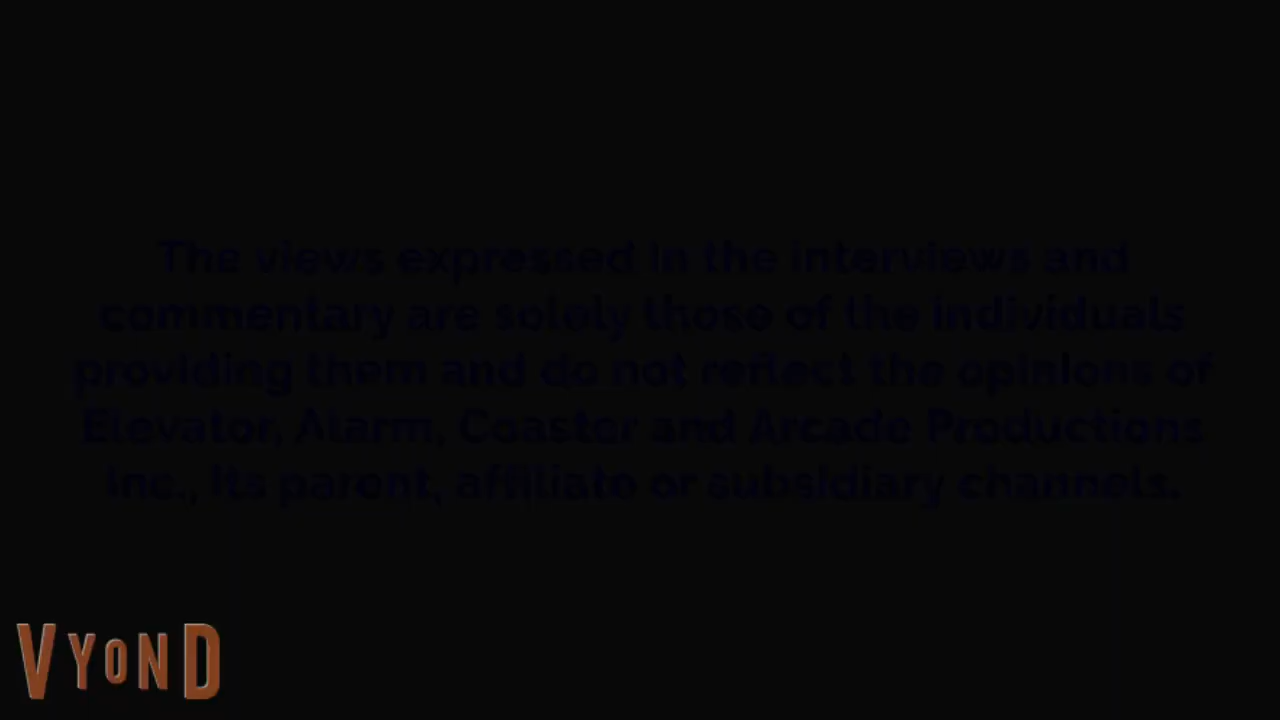 The views expressed in the interviews and
commentary are solely those of the individuals
providing them and do not reflect the opinions of
Elevator, Alarm, Coaster and Arcade Productions
Inc., its parent, affiliate or subsidiary channels.
VYOND